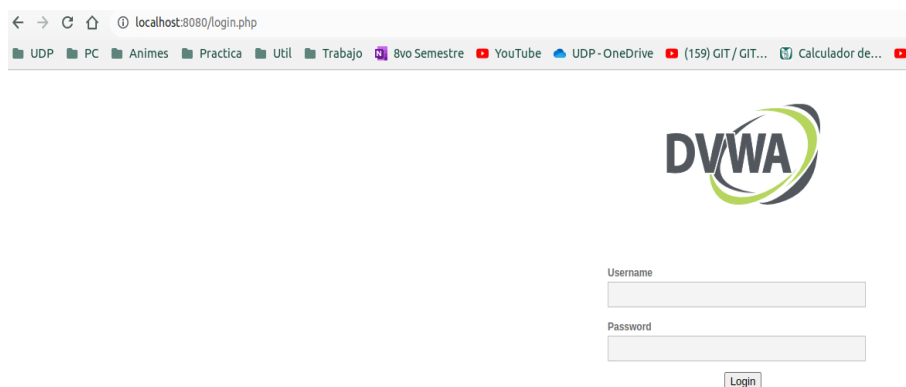 localhost:8080/login.php
UDP PC Animes Practica Util Trabajo 8vo Semestre YouTube UDP - OneDrive (159) GIT / GIT... Calculador de...
DVWA
Username
Password
Login